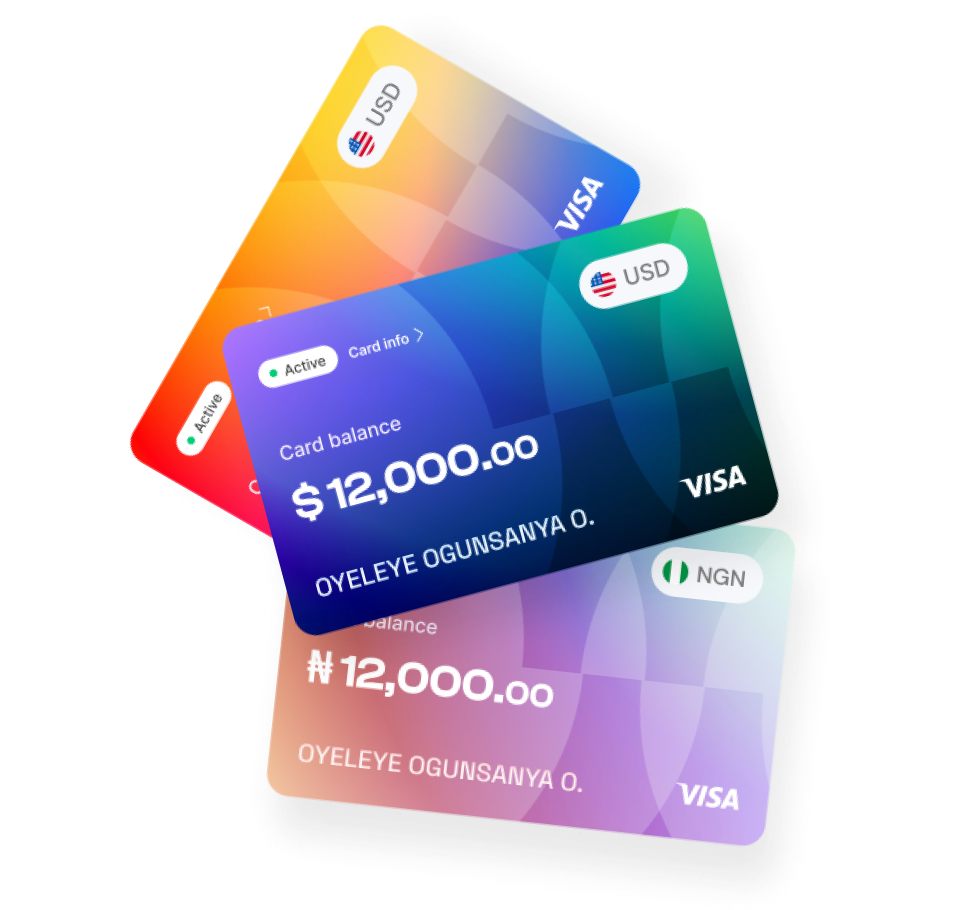 USD
VISA
Active
USD
Active
Card info
Card balance
$12,000.00
VISA
OYELEYE OGUNSANYA O.
NGN
balance
₦12,000.00
OYELEYE OGUNSANYA O.
VISA